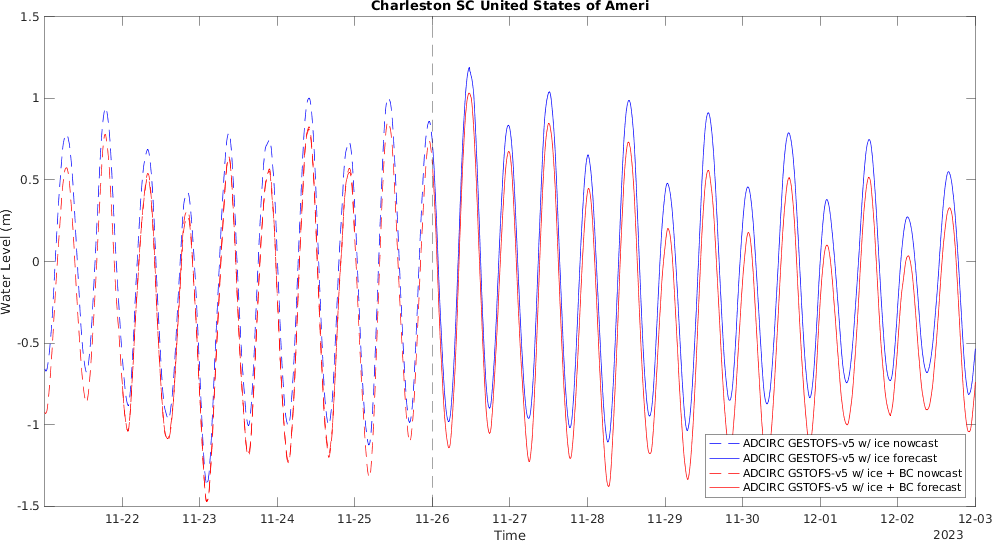 Charleston SC United States of Ameri
1.5
1
0.5
0
-0.5
-1
-1.5
Water Level (m)
11-22
11-23
11-24
11-25
11-26
11-27
11-28
11-29
11-30
12-01
12-02
12-03
Time
2023
ADCIRC GESTOFS-v5 w/ ice nowcast
ADCIRC GESTOFS-v5 w/ ice forecast
ADCIRC GSTOFS-v5 w/ ice + BC nowcast
ADCIRC GSTOFS-v5 w/ ice + BC forecast